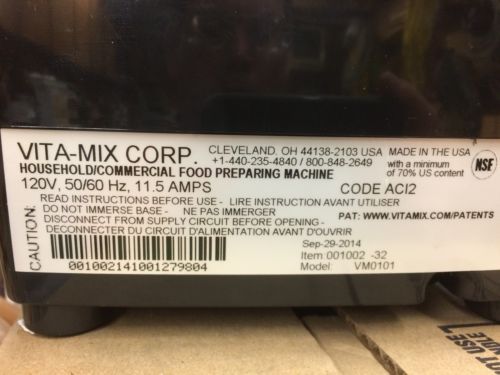 VITA-MIX CORP. CLEVELAND, OH 44138-2103 USA MADE IN THE USA
+1-440-235-4840 / 800-848-2649 with a minimum
of 70% US content
NSF
HOUSEHOLD/COMMERCIAL FOOD PREPARING MACHINE
120V, 50/60 Hz, 11.5 AMPS CODE ACI2
READ INSTRUCTIONS BEFORE USE - LIRE INSTRUCTION AVANT UTILISER
DO NOT IMMERSE BASE - NE PAS IMMERGER PAT: WWW.VITAMIX.COM/PATENTS
DISCONNECT FROM SUPPLY CIRCUIT BEFORE OPENING -
DECONNECTER DU CIRCUIT D'ALIMENTATION AVANT D'OUVRIR
Sep-29-2014
Item 001002 -32
001002141001279804 Model: VM0101
NOT USE
HANDLE